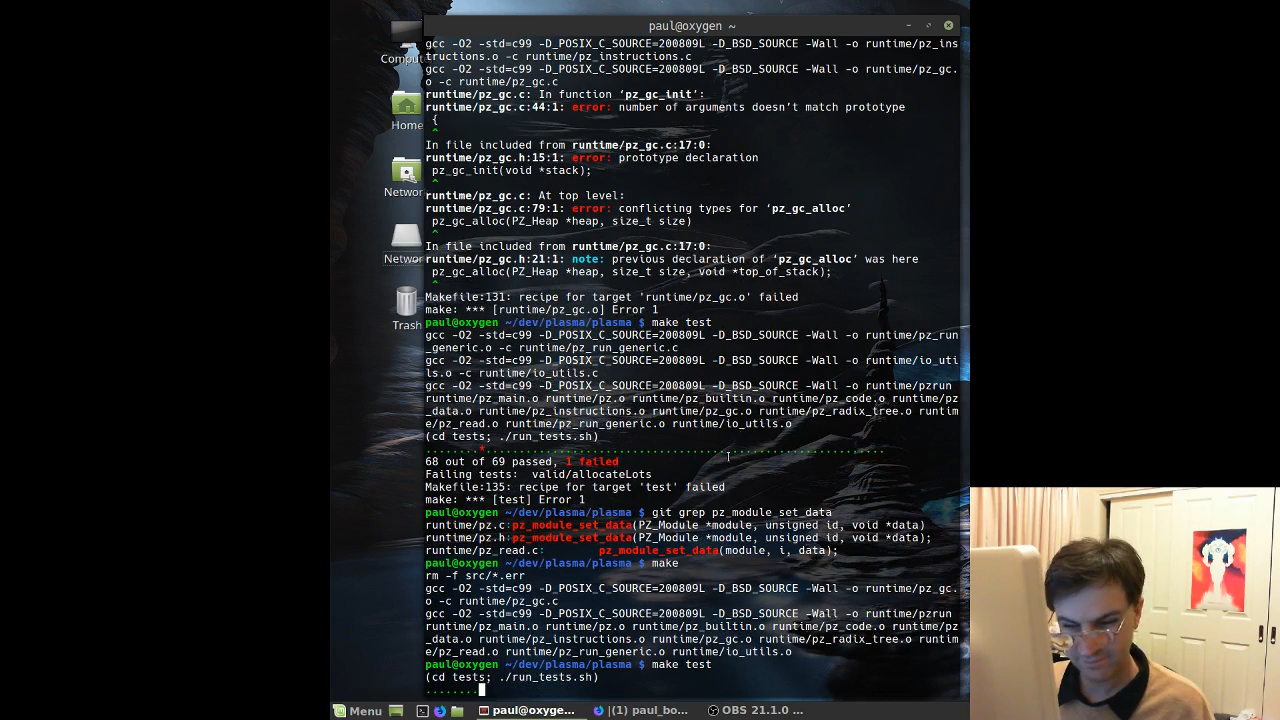 paul@oxygen ~
gcc -O2 -std=c99 -D_POSIX_C_SOURCE=200809L -D_BSD_SOURCE -Wall -o runtime/pz_ins
tructions.o -c runtime/pz_instructions.c
gcc -O2 -std=c99 -D_POSIX_C_SOURCE=200809L -D_BSD_SOURCE -Wall -o runtime/pz_gc.
o -c runtime/pz_gc.c
runtime/pz_gc.c: In function ‘pz_gc_init’:
runtime/pz_gc.c:44:1: error: number of arguments doesn’t match prototype
{
^
In file included from runtime/pz_gc.c:17:0:
runtime/pz_gc.h:15:1: error: prototype declaration
pz_gc_init(void *stack);
^
runtime/pz_gc.c: At top level:
runtime/pz_gc.c:79:1: error: conflicting types for ‘pz_gc_alloc’
pz_gc_alloc(PZ_Heap *heap, size_t size)
^
In file included from runtime/pz_gc.c:17:0:
runtime/pz_gc.h:21:1: note: previous declaration of ‘pz_gc_alloc’ was here
pz_gc_alloc(PZ_Heap *heap, size_t size, void *top_of_stack);
^
Makefile:131: recipe for target 'runtime/pz_gc.o' failed
make: *** [runtime/pz_gc.o] Error 1
paul@oxygen ~/dev/plasma/plasma $ make test
gcc -O2 -std=c99 -D_POSIX_C_SOURCE=200809L -D_BSD_SOURCE -Wall -o runtime/pz_run
_generic.o -c runtime/pz_run_generic.c
gcc -O2 -std=c99 -D_POSIX_C_SOURCE=200809L -D_BSD_SOURCE -Wall -o runtime/io_uti
ls.o -c runtime/io_utils.c
gcc -O2 -std=c99 -D_POSIX_C_SOURCE=200809L -D_BSD_SOURCE -Wall -o runtime/pzrun
runtime/pz_main.o runtime/pz.o runtime/pz_builtin.o runtime/pz_code.o runtime/pz
_data.o runtime/pz_instructions.o runtime/pz_gc.o runtime/pz_radix_tree.o runtim
e/pz_read.o runtime/pz_run_generic.o runtime/io_utils.o
(cd tests; ./run_tests.sh)
........*............................................................
68 out of 69 passed, 1 failed
Failing tests:  valid/allocateLots
Makefile:135: recipe for target 'test' failed
make: *** [test] Error 1
paul@oxygen ~/dev/plasma/plasma $ git grep pz_module_set_data
runtime/pz.c:pz_module_set_data(PZ_Module *module, unsigned id, void *data)
runtime/pz.h:pz_module_set_data(PZ_Module *module, unsigned id, void *data);
runtime/pz_read.c:        pz_module_set_data(module, i, data);
paul@oxygen ~/dev/plasma/plasma $ make
rm -f src/*.err
gcc -O2 -std=c99 -D_POSIX_C_SOURCE=200809L -D_BSD_SOURCE -Wall -o runtime/pz_gc.
o -c runtime/pz_gc.c
gcc -O2 -std=c99 -D_POSIX_C_SOURCE=200809L -D_BSD_SOURCE -Wall -o runtime/pzrun
runtime/pz_main.o runtime/pz.o runtime/pz_builtin.o runtime/pz_code.o runtime/pz
_data.o runtime/pz_instructions.o runtime/pz_gc.o runtime/pz_radix_tree.o runtim
e/pz_read.o runtime/pz_run_generic.o runtime/io_utils.o
paul@oxygen ~/dev/plasma/plasma $ make test
(cd tests; ./run_tests.sh)
........
Comput
Home
Networ
Networ
Trash
Menu
paul@oxyge...
|(1) paul_bo...
OBS 21.1.0 ...